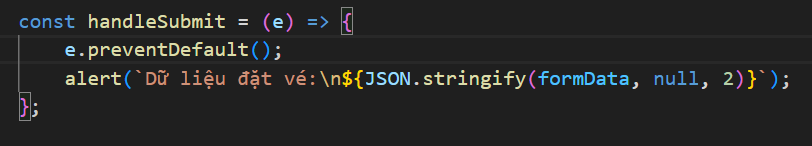 const handleSubmit = (e) => {
    e.preventDefault();
    alert(`Dữ liệu đặt vé:\n${JSON.stringify(formData, null, 2)}`);
};